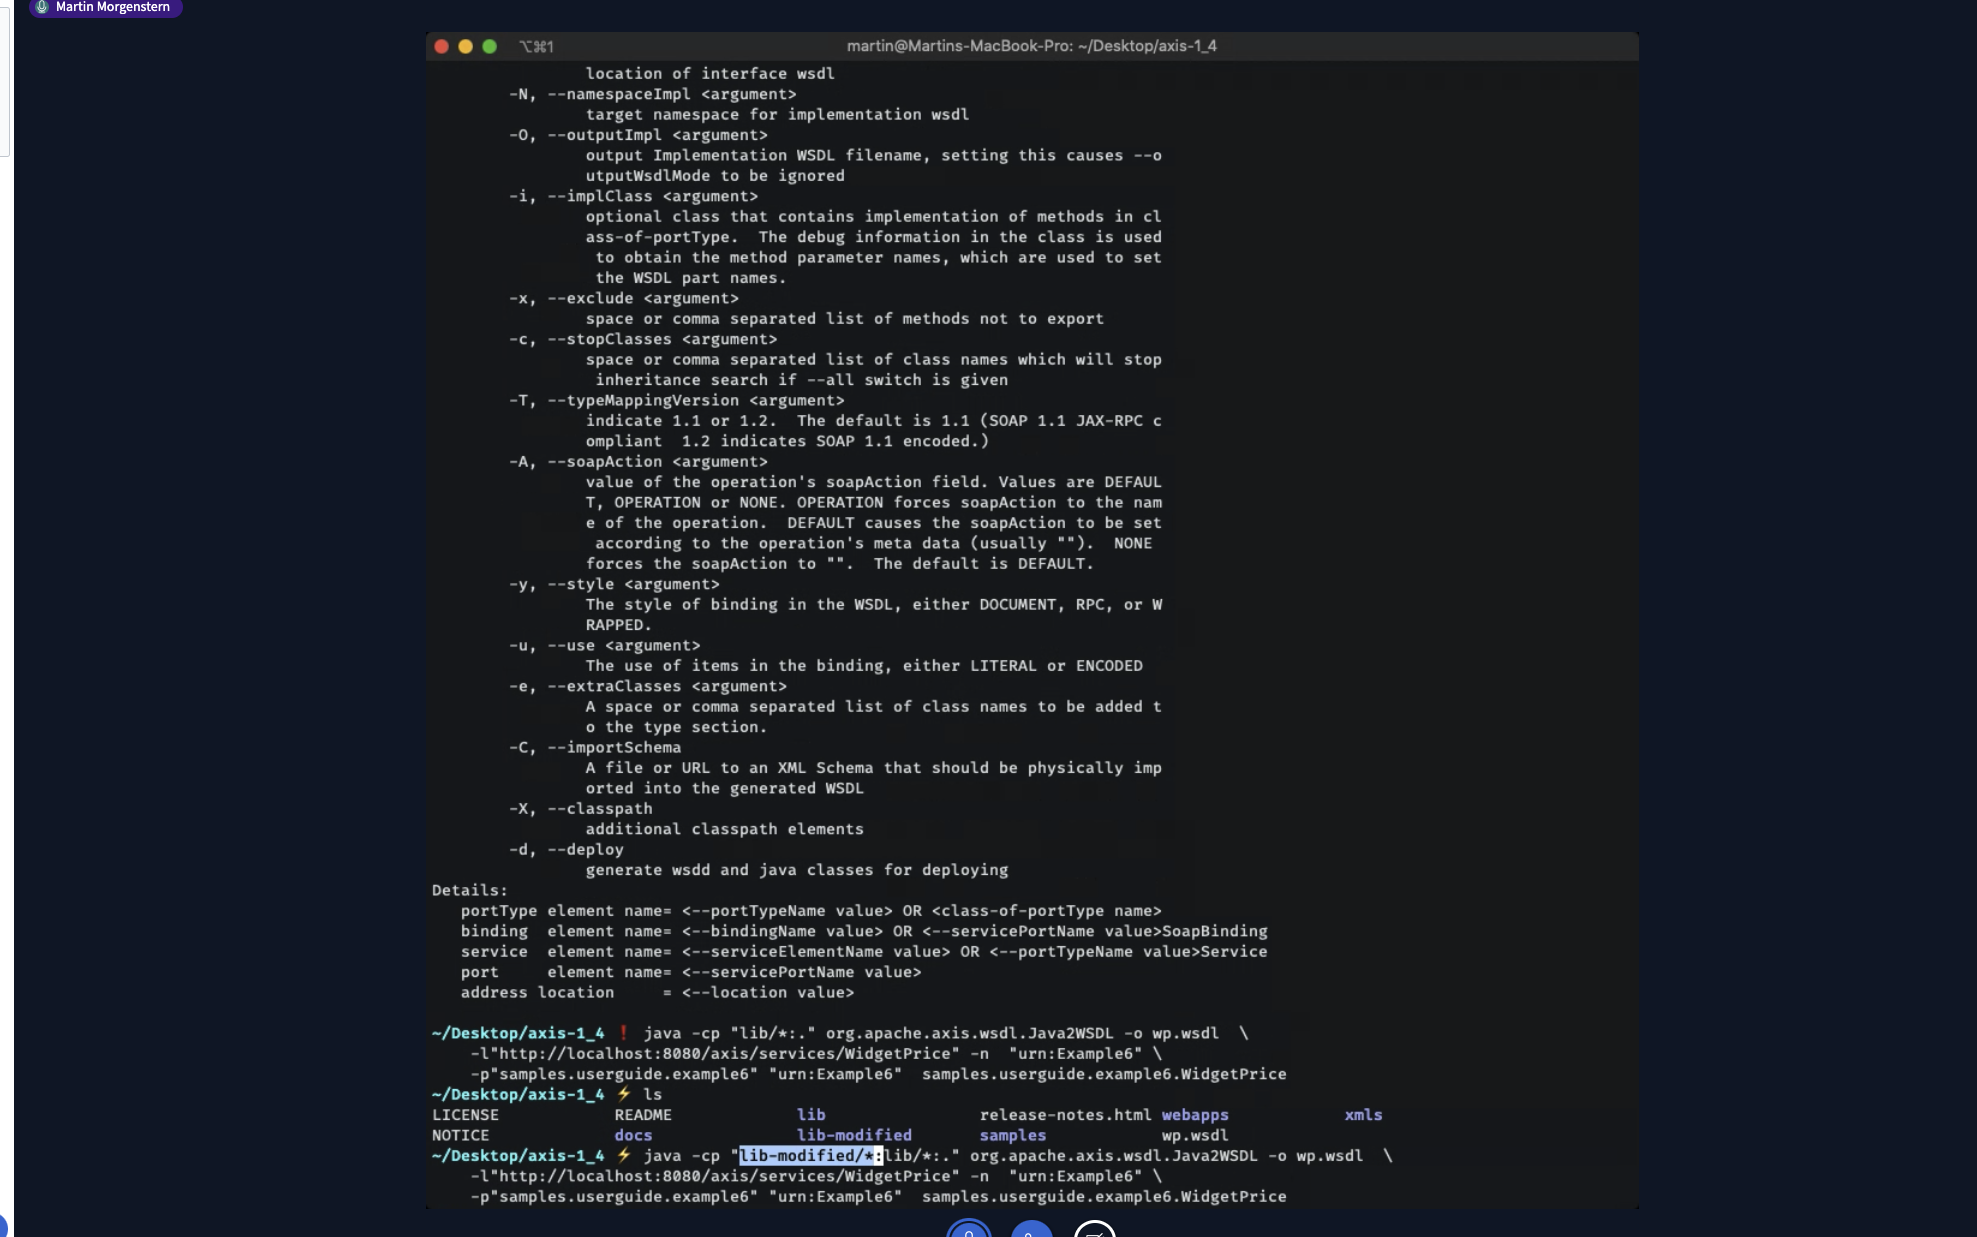 Martin Morgenstern
⌥⌘1 martin@Martins-MacBook-Pro: ~/Desktop/axis-1_4
location of interface wsdl
-N, --namespaceImpl <argument>
target namespace for implementation wsdl
-O, --outputImpl <argument>
output Implementation WSDL filename, setting this causes --o
utputWsdlMode to be ignored
-i, --implClass <argument>
optional class that contains implementation of methods in cl
ass-of-portType.  The debug information in the class is used
to obtain the method parameter names, which are used to set
the WSDL part names.
-x, --exclude <argument>
space or comma separated list of methods not to export
-c, --stopClasses <argument>
space or comma separated list of class names which will stop
inheritance search if --all switch is given
-T, --typeMappingVersion <argument>
indicate 1.1 or 1.2.  The default is 1.1 (SOAP 1.1 JAX-RPC c
ompliant  1.2 indicates SOAP 1.1 encoded.)
-A, --soapAction <argument>
value of the operation's soapAction field. Values are DEFAUL
T, OPERATION or NONE. OPERATION forces soapAction to the nam
e of the operation.  DEFAULT causes the soapAction to be set
according to the operation's meta data (usually "").  NONE
forces the soapAction to "".  The default is DEFAULT.
-y, --style <argument>
The style of binding in the WSDL, either DOCUMENT, RPC, or W
RAPPED.
-u, --use <argument>
The use of items in the binding, either LITERAL or ENCODED
-e, --extraClasses <argument>
A space or comma separated list of class names to be added t
o the type section.
-C, --importSchema
A file or URL to an XML Schema that should be physically imp
orted into the generated WSDL
-X, --classpath
additional classpath elements
-d, --deploy
generate wsdd and java classes for deploying
Details:
portType element name= <--portTypeName value> OR <class-of-portType name>
binding  element name= <--bindingName value> OR <--servicePortName value>SoapBinding
service  element name= <--serviceElementName value> OR <--portTypeName value>Service
port     element name= <--servicePortName value>
address location     = <--location value>
~/Desktop/axis-1_4 ❗ java -cp "lib/*:." org.apache.axis.wsdl.Java2WSDL -o wp.wsdl  \
-l"http://localhost:8080/axis/services/WidgetPrice" -n  "urn:Example6" \
-p"samples.userguide.example6" "urn:Example6"  samples.userguide.example6.WidgetPrice
~/Desktop/axis-1_4 ⚡ ls
LICENSE README lib release-notes.html webapps xmls
NOTICE docs lib-modified samples wp.wsdl
~/Desktop/axis-1_4 ⚡ java -cp "lib-modified/*:lib/*:." org.apache.axis.wsdl.Java2WSDL -o wp.wsdl  \
-l"http://localhost:8080/axis/services/WidgetPrice" -n  "urn:Example6" \
-p"samples.userguide.example6" "urn:Example6"  samples.userguide.example6.WidgetPrice